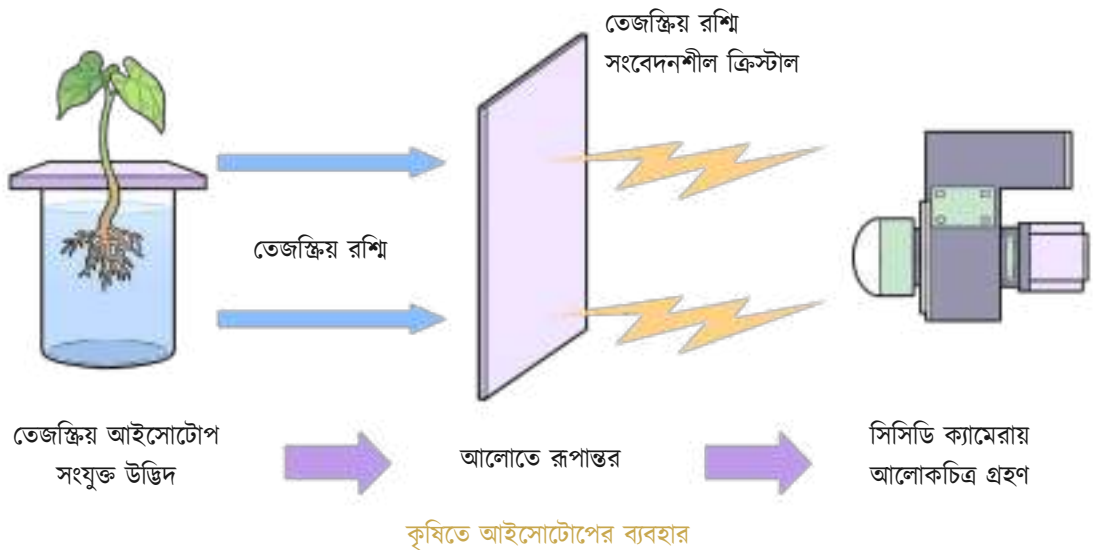 তেজস্ক্রিয় রশ্মি
সংবেদনশীল ক্রিস্টাল
তেজস্ক্রিয় রশ্মি
তেজস্ক্রিয় আইসোটোপ
সংযুক্ত উদ্ভিদ
আলোতে রূপান্তর
সিসিডি ক্যামেরায়
আলোকচিত্র গ্রহণ
কৃষিতে আইসোটোপের ব্যবহার